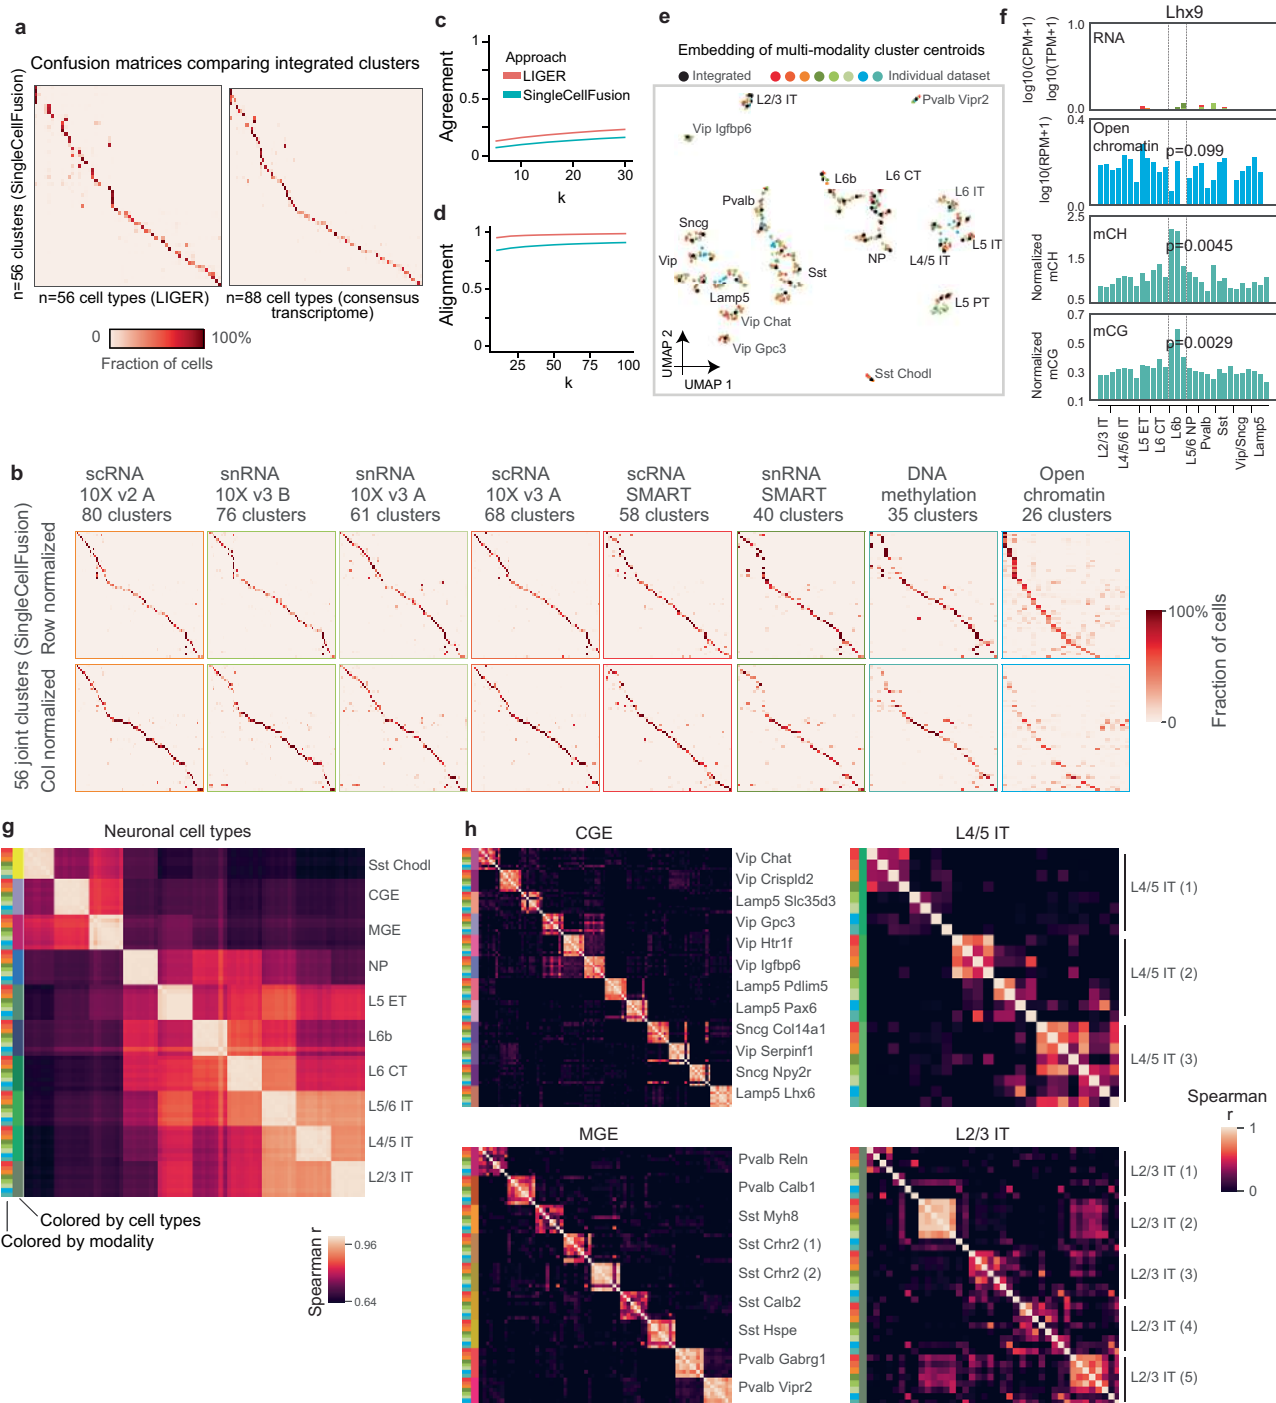 a
Confusion matrices comparing integrated clusters
n=56 clusters (SingleCellFusion)
n=56 cell types (LIGER)
n=88 cell types (consensus
transcriptome)
0
100%
Fraction of cells
c
Agreement
1
0.5
0
Approach
LIGER
SingleCellFusion
10
20
30
k
d
Alignment
1
0.5
0
25
50
75
100
k
e
Embedding of multi-modality cluster centroids
Integrated
Individual dataset
L2/3 IT
Pvalb Vipr2
Vip Igfbp6
L6b
L6 CT
L6 IT
Pvalb
Sncg
L5 IT
Vip
Sst
NP
L4/5 IT
Lamp5
L5 PT
Vip Chat
Vip Gpc3
Sst Chodl
UMAP 2
UMAP 1
f
Lhx9
log10(CPM+1)
log10(TPM+1)
1.0
RNA
0.0
log10(RPM+1)
0.4
Open
chromatin
p=0.099
0.0
Normalized
mCH
2.5
mCH
p=0.0045
1.5
0.5
Normalized
mCG
0.7
mCG
p=0.0029
0.5
0.3
0.1
L2/3 IT
L4/5/6 IT
L5 ET
L6 CT
L6b
L5/6 NP
Pvalb
Sst
Vip/Sncg
Lamp5
b
scRNA
10X v2 A
80 clusters
snRNA
10X v3 B
76 clusters
snRNA
10X v3 A
61 clusters
scRNA
10X v3 A
68 clusters
scRNA
SMART
58 clusters
snRNA
SMART
40 clusters
DNA
methylation
35 clusters
Open
chromatin
26 clusters
56 joint clusters (SingleCellFusion)
Row normalized
Col normalized
100%
0
Fraction of cells
g
Neuronal cell types
Sst Chodl
CGE
MGE
NP
L5 ET
L6b
L6 CT
L5/6 IT
L4/5 IT
L2/3 IT
Colored by cell types
Colored by modality
Spearman r
0.96
0.64
h
CGE
Vip Chat
Vip Crispld2
Lamp5 Slc35d3
Vip Gpc3
Vip Htr1f
Vip Igfbp6
Lamp5 Pdlim5
Lamp5 Pax6
Sncg Col14a1
Vip Serpinf1
Sncg Npy2r
Lamp5 Lhx6
L4/5 IT
L4/5 IT (1)
L4/5 IT (2)
L4/5 IT (3)
Spearman
r
1
0
MGE
Pvalb Reln
Pvalb Calb1
Sst Myh8
Sst Crhr2 (1)
Sst Crhr2 (2)
Sst Calb2
Sst Hspe
Pvalb Gabrg1
Pvalb Vipr2
L2/3 IT
L2/3 IT (1)
L2/3 IT (2)
L2/3 IT (3)
L2/3 IT (4)
L2/3 IT (5)